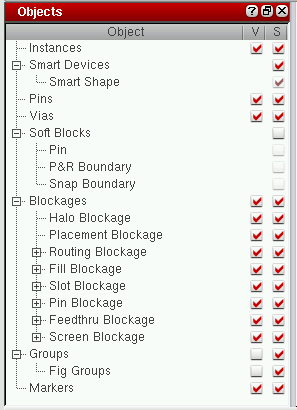 Objects
Object V S
Instances
Smart Devices
Smart Shape
Pins
Vias
Soft Blocks
Pin
P&R Boundary
Snap Boundary
Blockages
Halo Blockage
Placement Blockage
Routing Blockage
Fill Blockage
Slot Blockage
Pin Blockage
Feedthru Blockage
Screen Blockage
Groups
Fig Groups
Markers